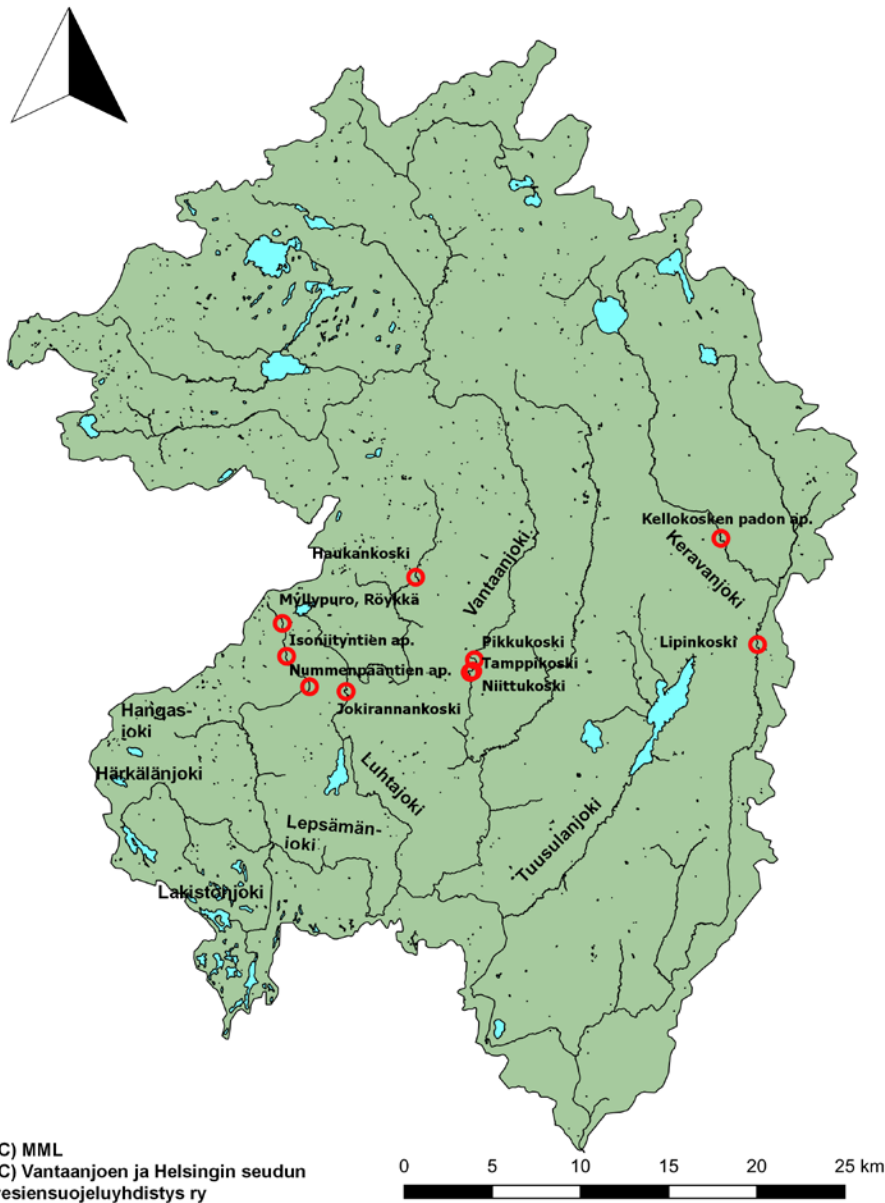 Kellokosken padon ap.
Haukankoski
Vantaanjoki
Keravanjoki
Myllypuro, Röykkä
Isoniityntien ap.
Pikkukoski
Lipinkoski
Tamppikoski
Nummenpääntien ap.
Niittukoski
Jokirannankoski
Hangas-
joki
Härkälänjoki
Luhtajoki
Lepsämän-
joki
Tuusulanjoki
Lakistonjoki
C) MML
C) Vantaanjoen ja Helsingin seudun
vesiensuojeluyhdistys ry
0 5 10 15 20 25 km